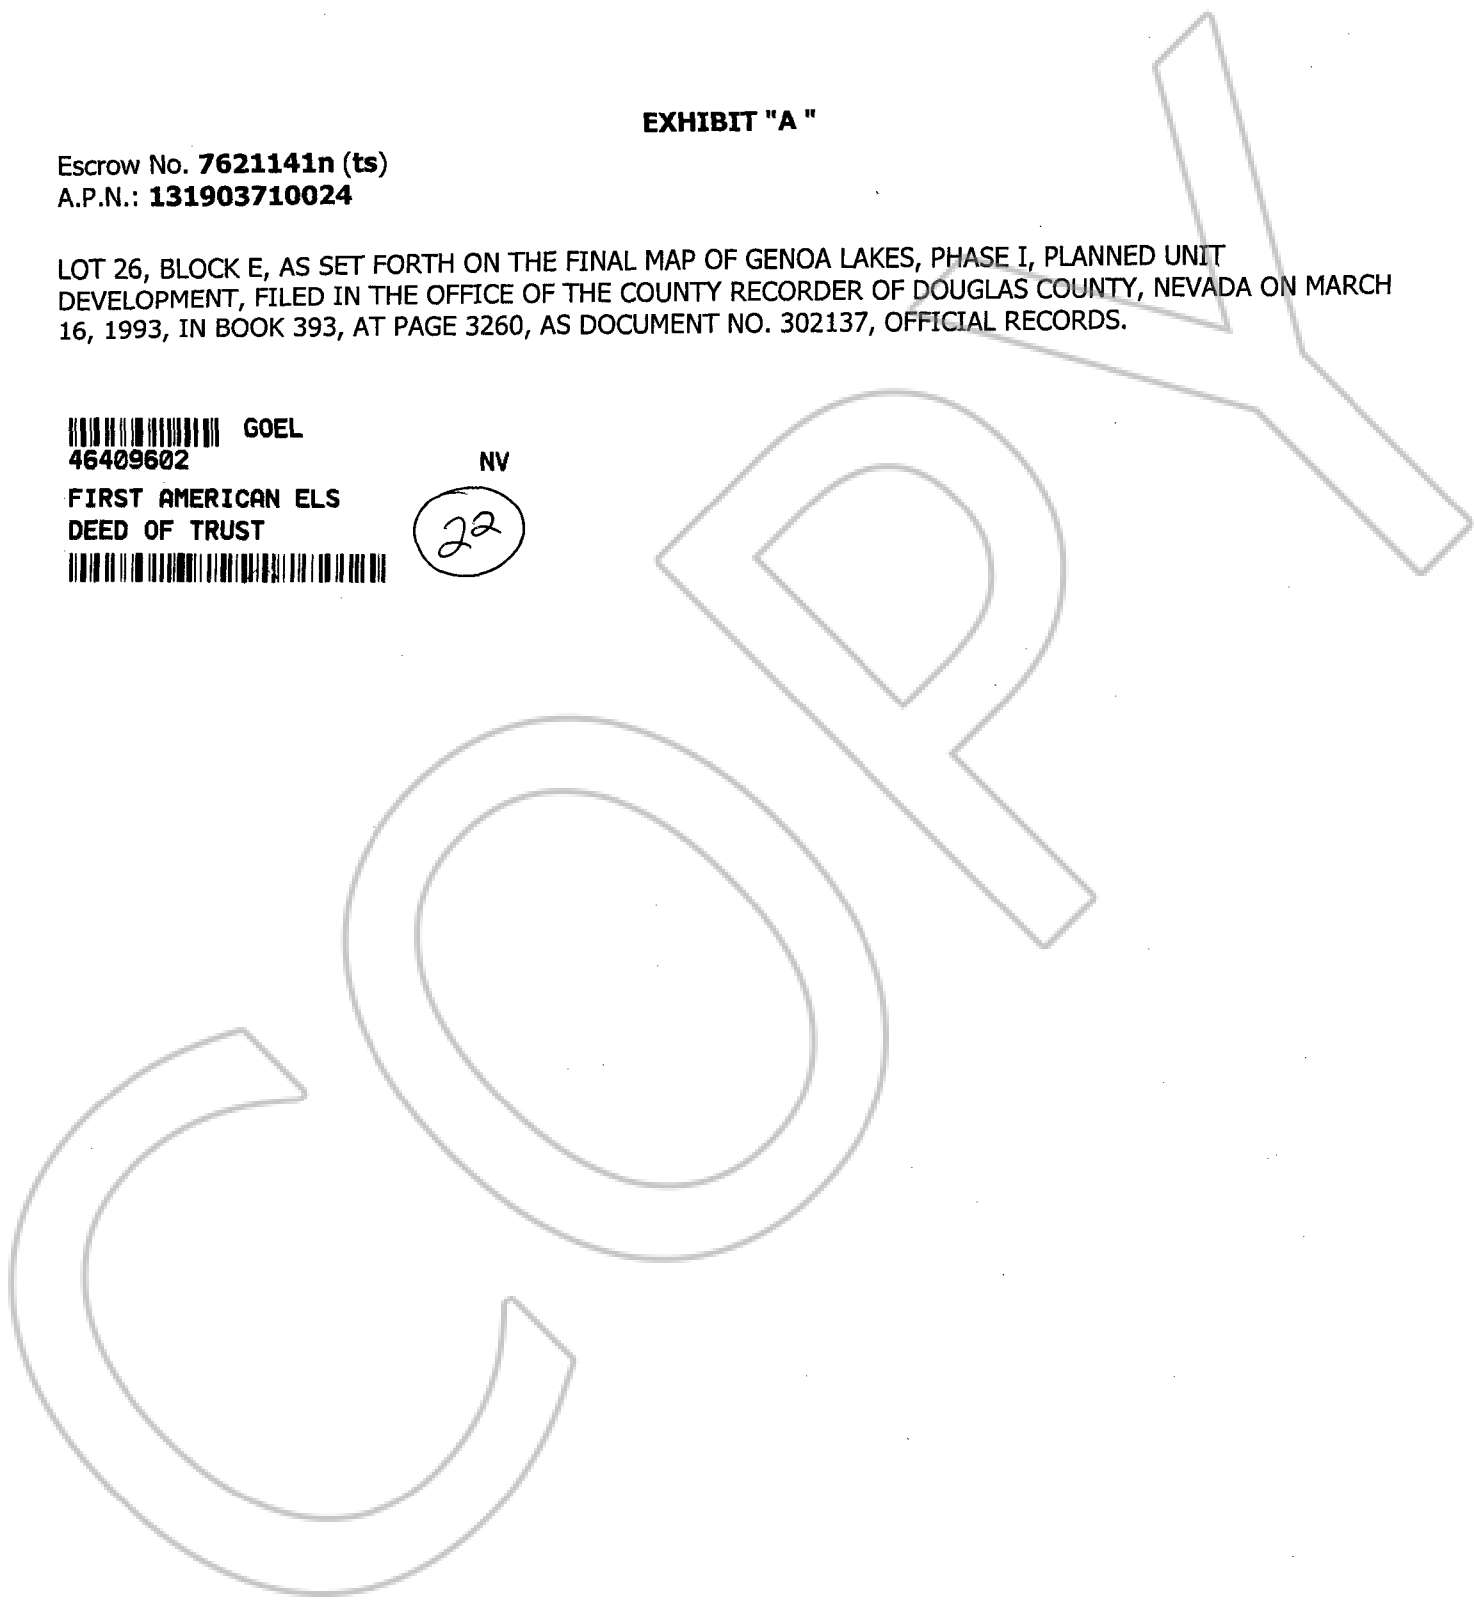 EXHIBIT "A "
Escrow No. 7621141n (ts)
A.P.N.: 131903710024
LOT 26, BLOCK E, AS SET FORTH ON THE FINAL MAP OF GENOA LAKES, PHASE I, PLANNED UNIT
DEVELOPMENT, FILED IN THE OFFICE OF THE COUNTY RECORDER OF DOUGLAS COUNTY, NEVADA ON MARCH
16, 1993, IN BOOK 393, AT PAGE 3260, AS DOCUMENT NO. 302137, OFFICIAL RECORDS.
GOEL
46409602 NV
FIRST AMERICAN ELS
DEED OF TRUST
22
COPY